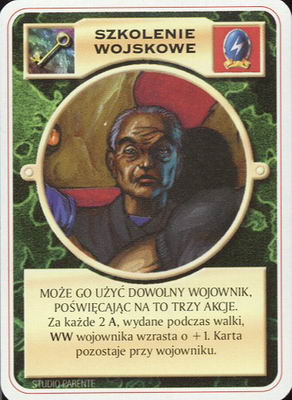 SZKOLENIE
WOJSKOWE
MOŻE GO UŻYĆ DOWOLNY WOJOWNIK,
POŚWIĘCAJĄC NA TO TRZY AKCJE.
Za każde 2 A, wydane podczas walki,
WW wojownika wzrasta o +1. Karta
pozostaje przy wojowniku.
STUDIO PARENTE